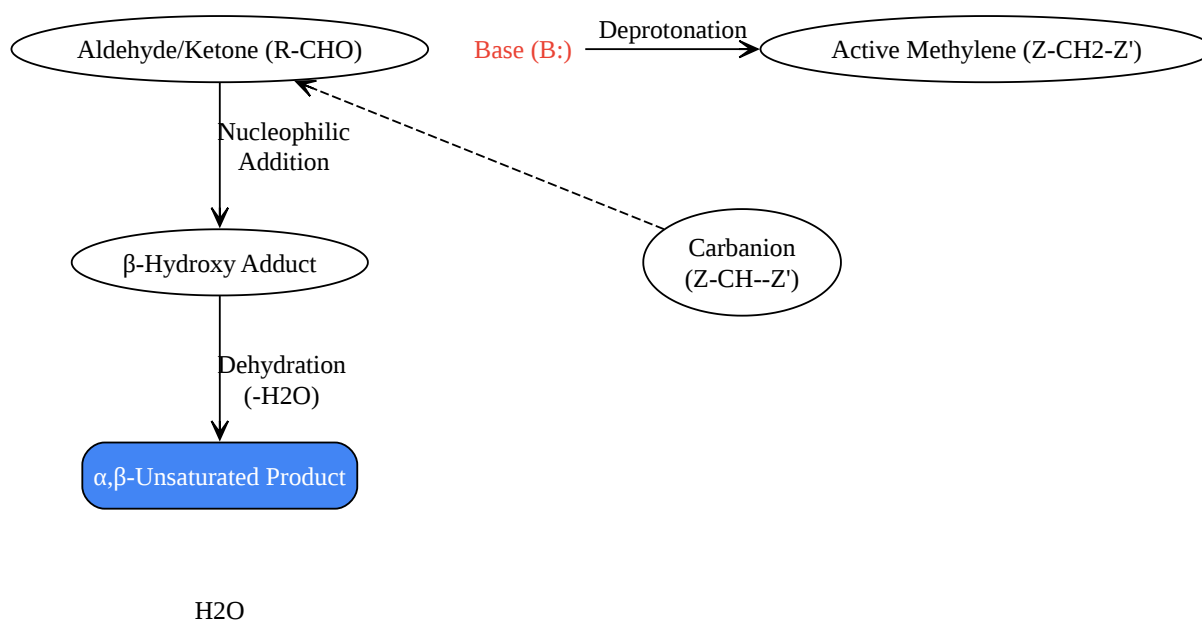 Aldehyde/Ketone (R-CHO)
Base (B:)
Deprotonation
Active Methylene (Z-CH2-Z')
Nucleophilic
Addition
β-Hydroxy Adduct
Carbanion
(Z-CH--Z')
Dehydration
(-H2O)
α,β-Unsaturated Product
H2O